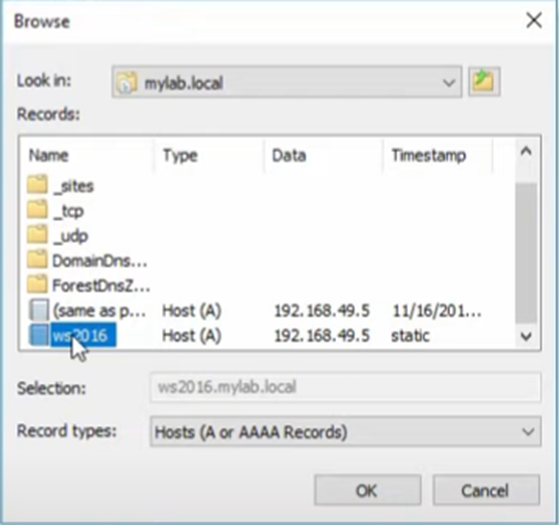 Browse
Look in: mylab.local
Records:
Name Type Data Timestamp
_sites
_tcp
_udp
DomainDns...
ForestDnsZ...
(same as p... Host (A) 192.168.49.5 11/16/201...
ws2016 Host (A) 192.168.49.5 static
Selection: ws2016.mylab.local
Record types: Hosts (A or AAAA Records)
OK Cancel